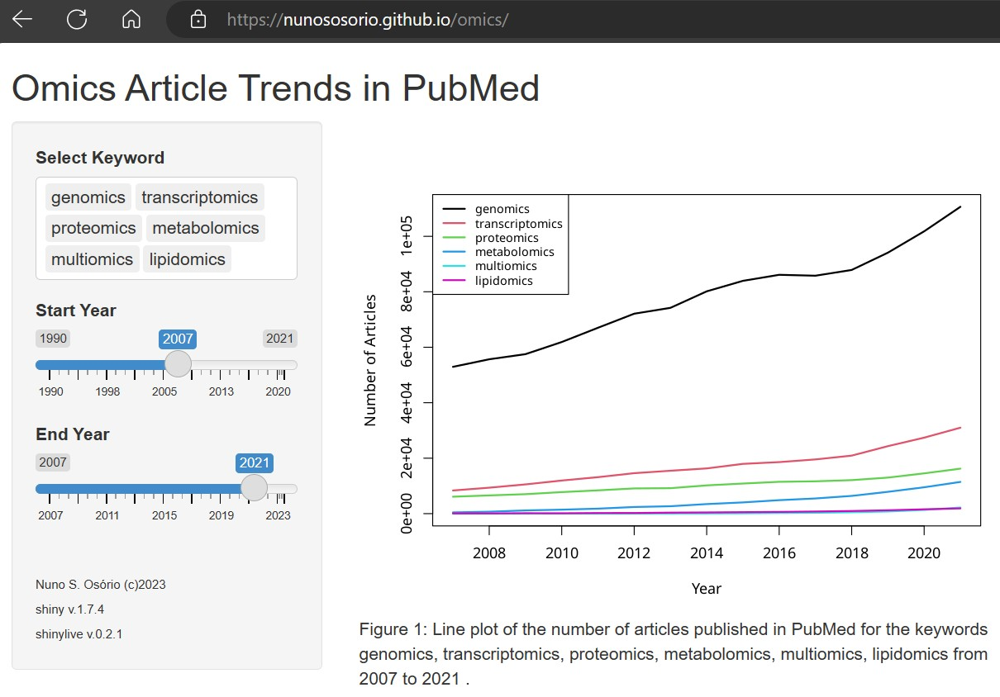 https://nunososorio.github.io/omics/
Omics Article Trends in PubMed
Select Keyword
genomics transcriptomics
proteomics metabolomics
multiomics lipidomics
Start Year
1990 2007 2021
1990 1998 2005 2013 2020
End Year
2007 2021
2007 2011 2015 2019 2023
Nuno S. Osório (c)2023
shiny v.1.7.4
shinylive v.0.2.1
genomics
transcriptomics
proteomics
metabolomics
multiomics
lipidomics
Number of Articles
1e+05
8e+04
6e+04
4e+04
2e+04
0e+00
2008 2010 2012 2014 2016 2018 2020
Year
Figure 1: Line plot of the number of articles published in PubMed for the keywords
genomics, transcriptomics, proteomics, metabolomics, multiomics, lipidomics from
2007 to 2021 .